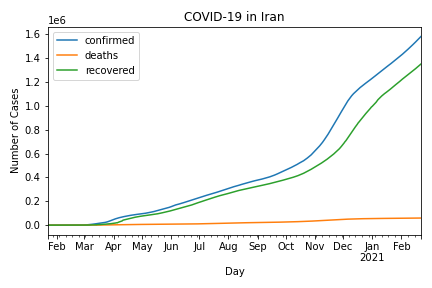 COVID-19 in Iran
1e6
confirmed
deaths
recovered
Number of Cases
1.6
1.4
1.2
1.0
0.8
0.6
0.4
0.2
0.0
Feb Mar Apr May Jun Jul Aug Sep Oct Nov Dec Jan Feb
2021
Day